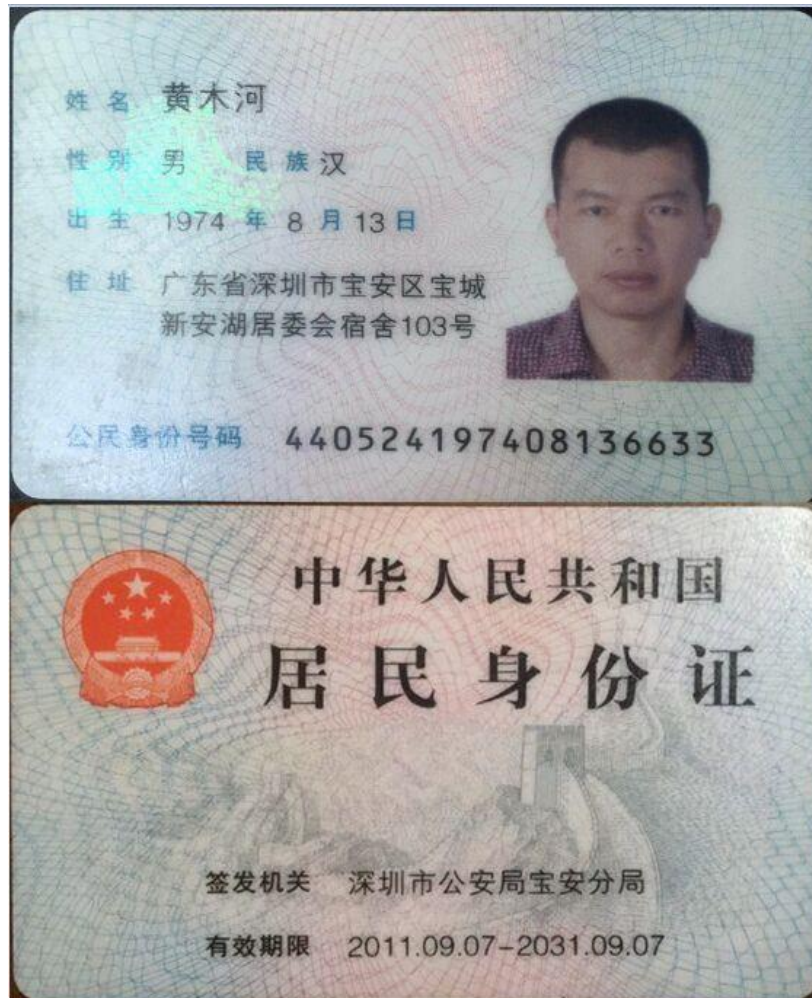 姓名 黄木河
性别 男 民族 汉
出生 1974 年 8 月 13 日
住址 广东省深圳市宝安区宝城
新安湖居委会宿舍103号
公民身份号码 440524197408136633
中华人民共和国
居民身份证
签发机关 深圳市公安局宝安分局
有效期限 2011.09.07-2031.09.07